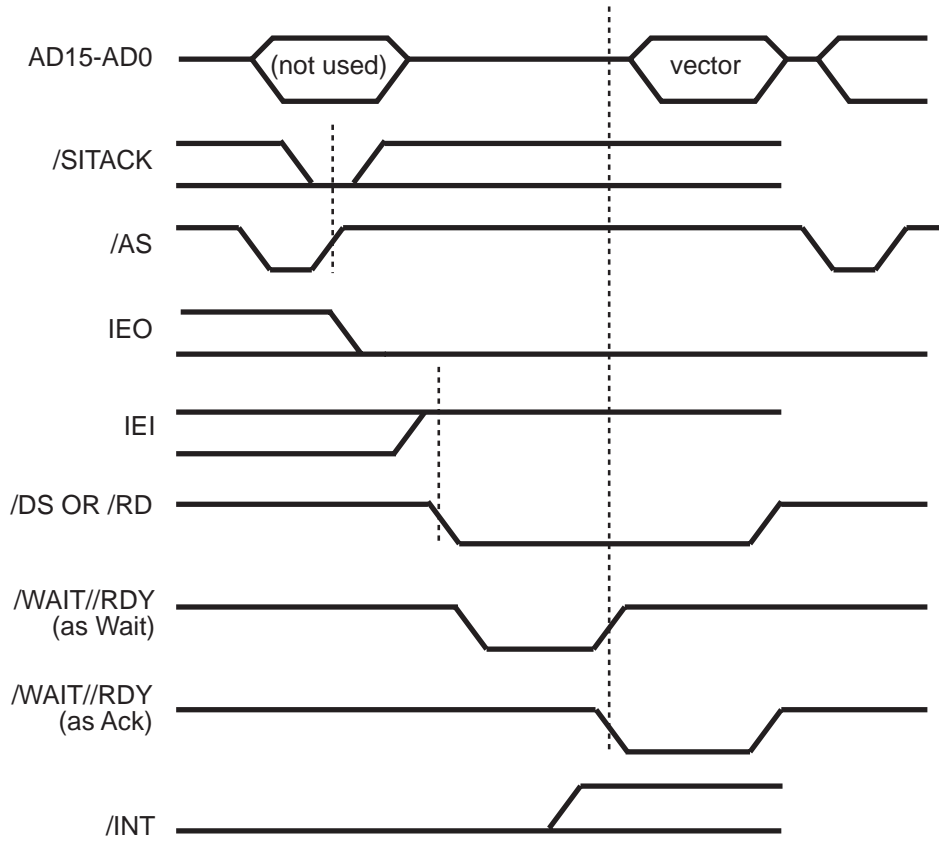 AD15-AD0
(not used)
vector
/SITACK
/AS
IEO
IEI
/DS OR /RD
/WAIT//RDY
(as Wait)
/WAIT//RDY
(as Ack)
/INT